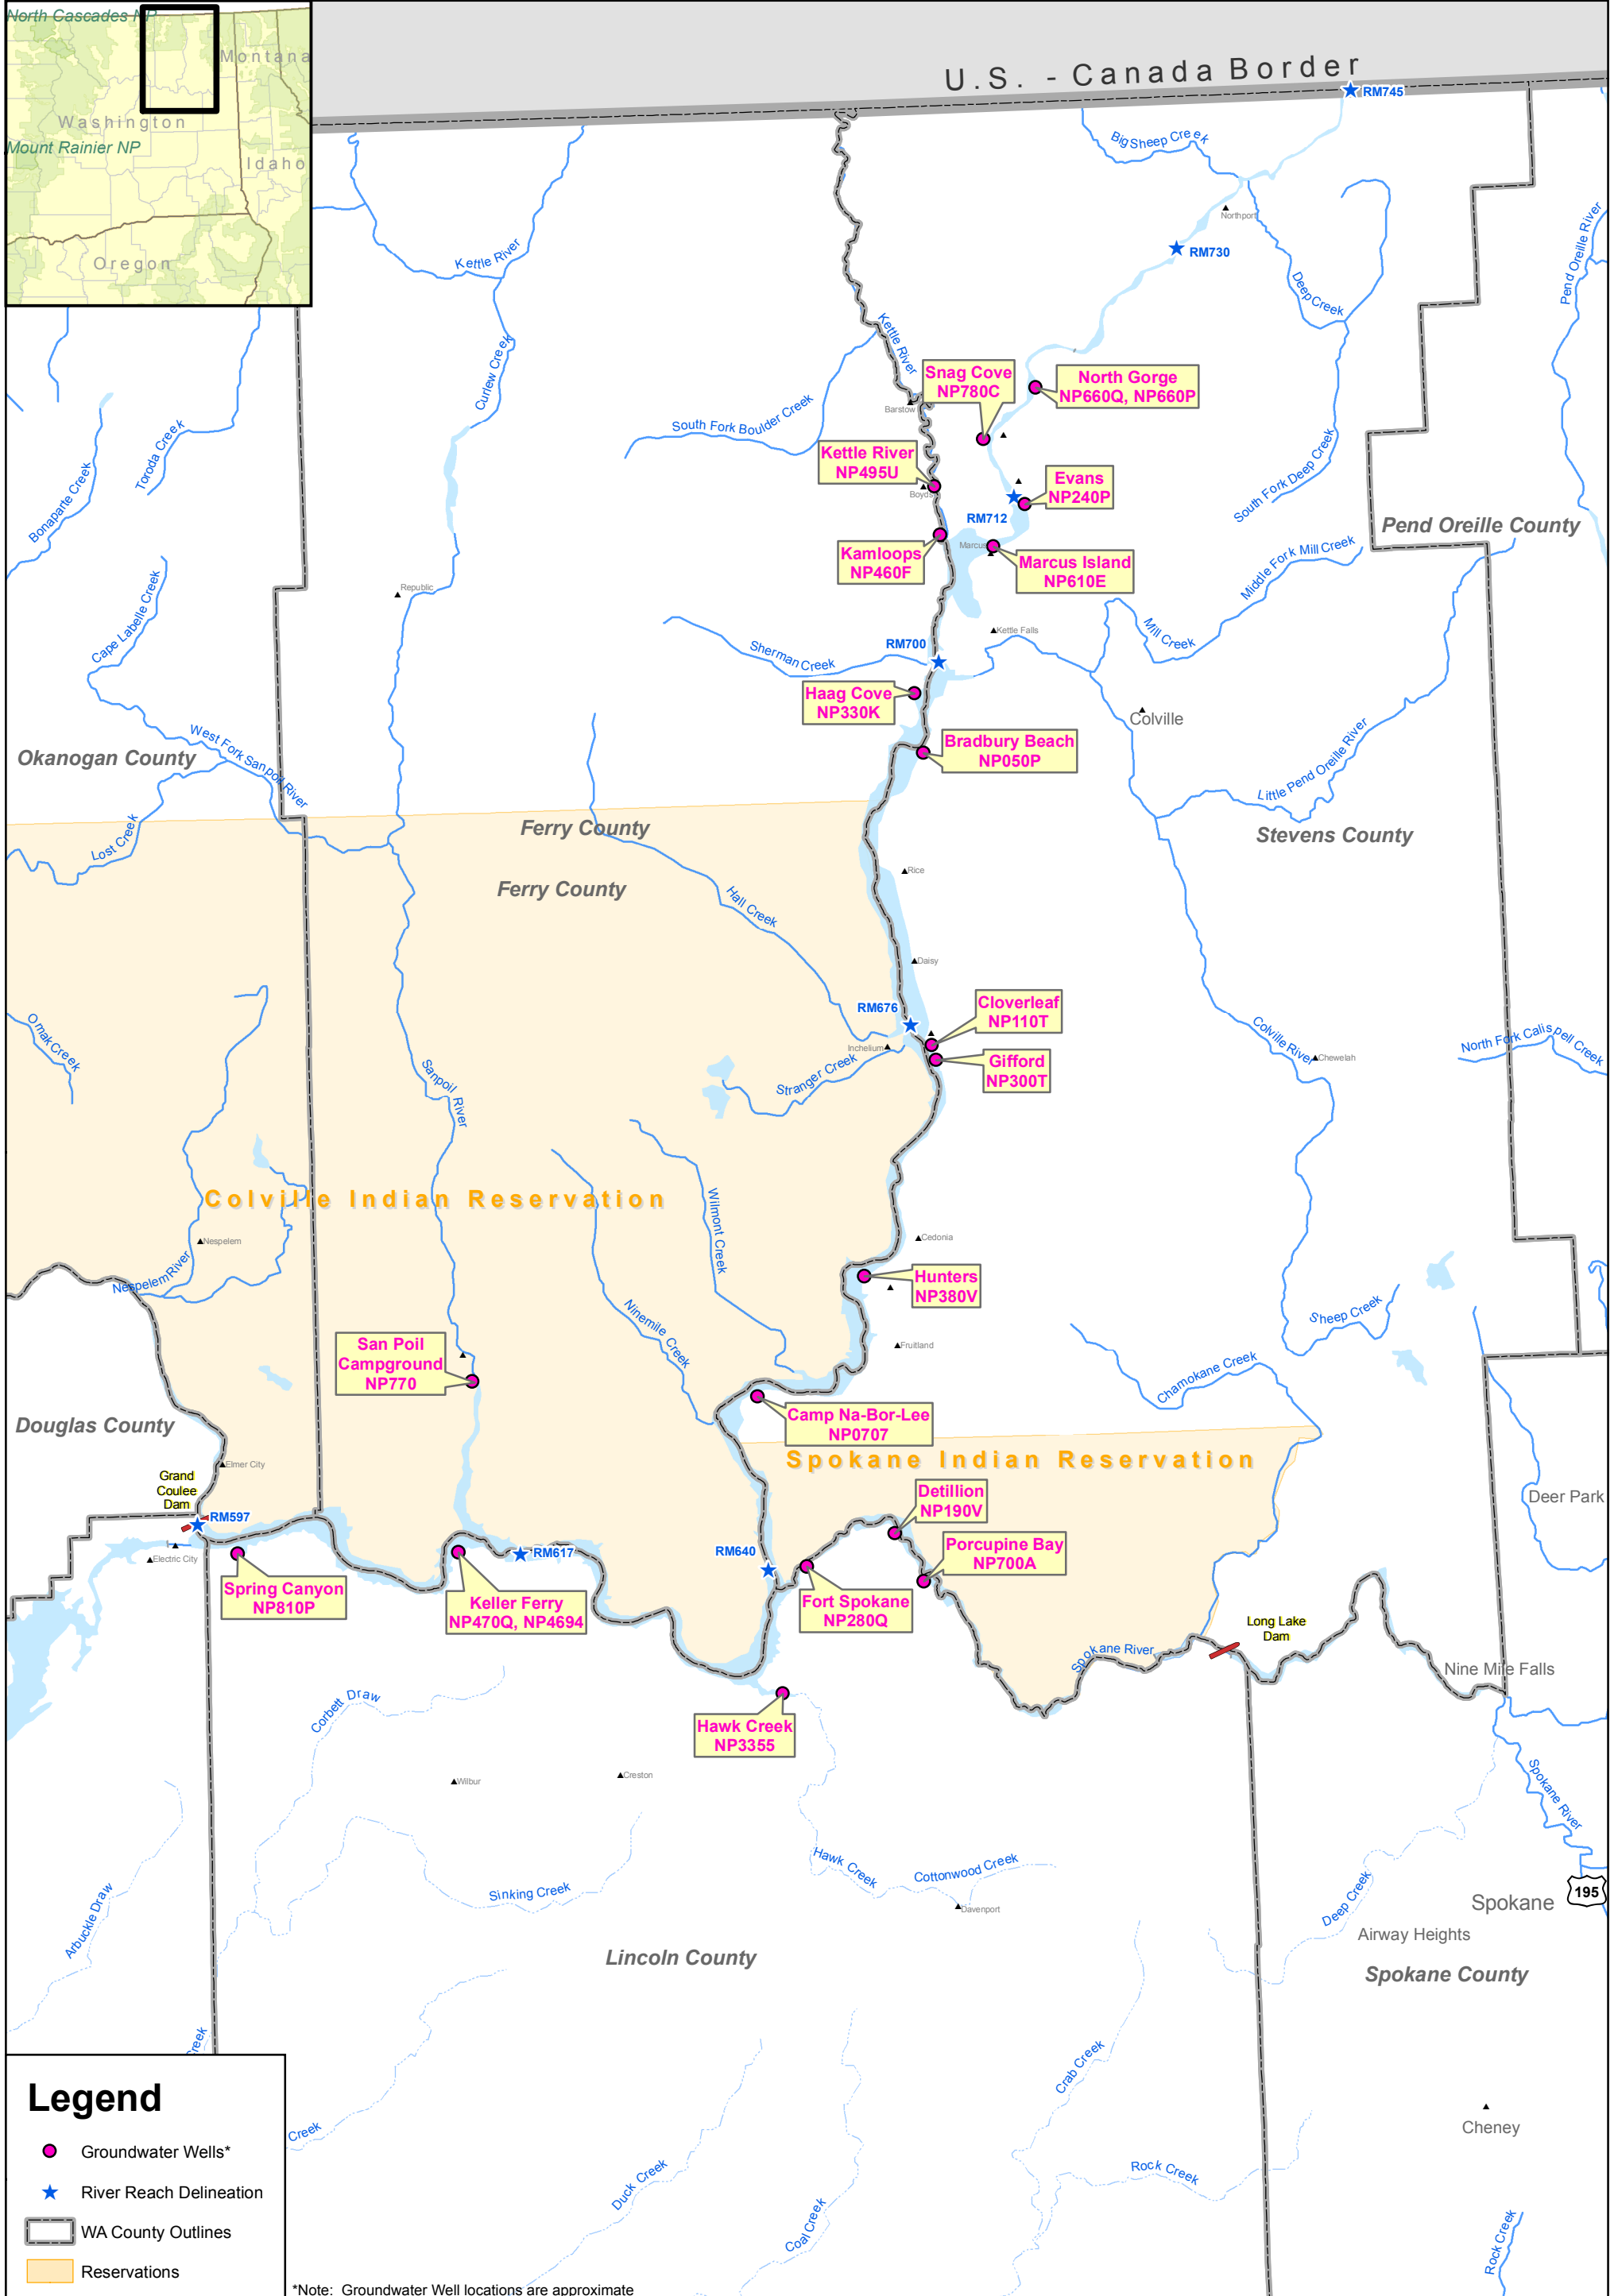 North Cascades NP
Montana
Washington
Mount Rainier NP
Idaho
Oregon
U.S. - Canada Border
RM745
Big Sheep Creek
Northport
RM730
Pend Oreille River
Kettle River
Deep Creek
Kettle River
Curlew Creek
Snag Cove
NP780C
North Gorge
NP660Q, NP660P
Barstow
South Fork Boulder Creek
Toroda Creek
Bonaparte Creek
Kettle River
NP495U
Boyds
Evans
NP240P
RM712
South Fork Deep Creek
Pend Oreille County
Kamloops
NP460F
Marcus
Marcus Island
NP610E
Middle Fork Mill Creek
Mill Creek
Republic
Cape Labelle Creek
Kettle Falls
RM700
Sherman Creek
Haag Cove
NP330K
Colville
Bradbury Beach
NP050P
Okanogan County
West Fork Sanpoil River
Little Pend Oreille River
Lost Creek
Ferry County
Stevens County
Rice
Ferry County
Hall Creek
Daisy
Cloverleaf
NP110T
RM676
Inchelium
Gifford
NP300T
Stranger Creek
Omak Creek
Sanpoil River
Colville River
Chewelah
North Fork Calispell Creek
Colville Indian Reservation
Wilmont Creek
Nespelem
Nespelem River
Cedonia
Hunters
NP380V
Ninemile Creek
Sheep Creek
Fruitland
San Poil
Campground
NP770
Chamokane Creek
Camp Na-Bor-Lee
NP0707
Douglas County
Spokane Indian Reservation
Elmer City
Grand
Coulee
Dam
Detillion
NP190V
Deer Park
RM597
Electric City
RM617
RM640
Porcupine Bay
NP700A
Spring Canyon
NP810P
Keller Ferry
NP470Q, NP4694
Fort Spokane
NP280Q
Long Lake
Dam
Spokane River
Nine Mile Falls
Corbett Draw
Hawk Creek
NP3355
Wilbur
Creston
Spokane River
Hawk Creek
Cottonwood Creek
Sinking Creek
Davenport
Deep Creek
195
Spokane
Arbuckle Draw
Airway Heights
Lincoln County
Spokane County
Creek
Crab Creek
Cheney
Creek
Duck Creek
Rock Creek
Coal Creek
Rock Creek
Legend
Groundwater Wells*
River Reach Delineation
WA County Outlines
Reservations
*Note: Groundwater Well locations are approximate